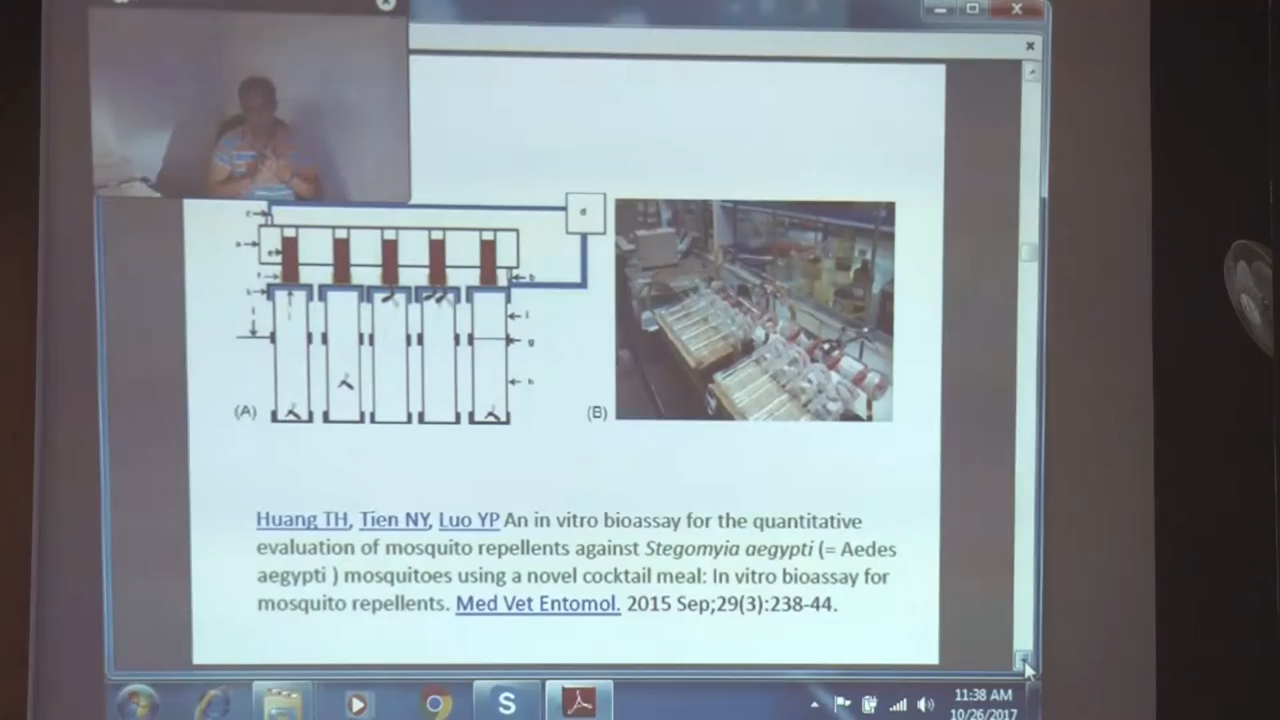 d
(A)
g
(B)
Huang TH, Tien NY, Luo YP An in vitro bioassay for the quantitative
evaluation of mosquito repellents against Stegomyia aegypti (= Aedes
aegypti ) mosquitoes using a novel cocktail meal: In vitro bioassay for
mosquito repellents. Med Vet Entomol. 2015 Sep;29(3):238-44.
S
11:38 AM
10/26/2017